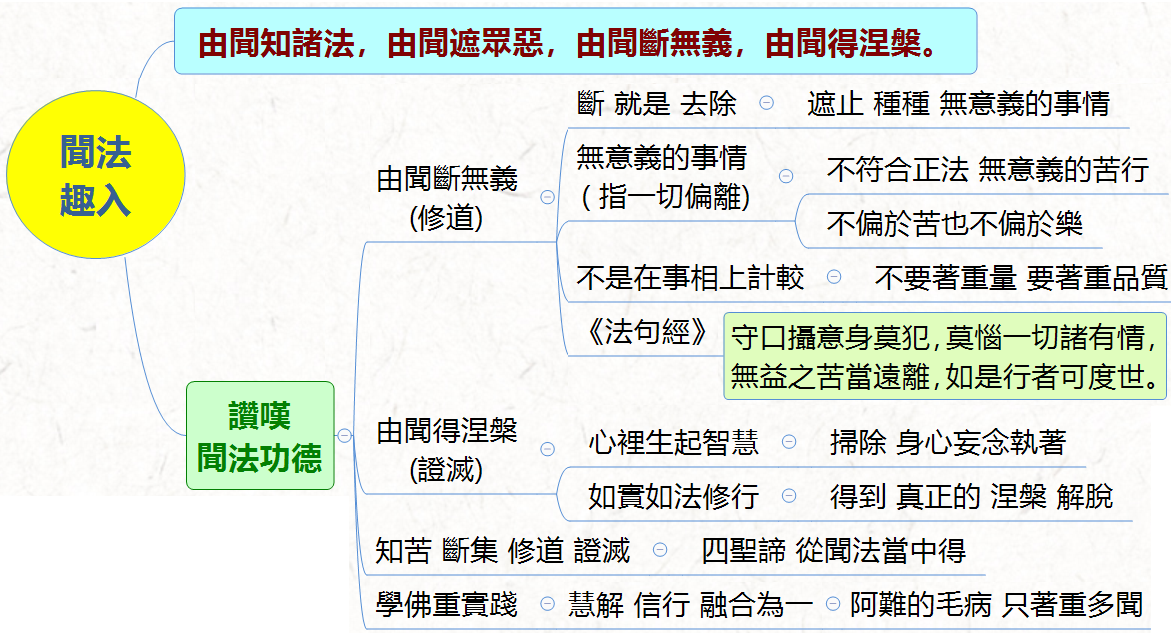 由聞知諸法，由聞遮眾惡，由聞斷無義，由聞得涅槃。
聞法
趣入
讚嘆
聞法功德
由聞斷無義
(修道)
斷 就是 去除
遮止 種種 無意義的事情
無意義的事情
( 指一切偏離)
不符合正法 無意義的苦行
不偏於苦也不偏於樂
不是在事相上計較
不要著重量 要著重品質
《法句經》
守口攝意身莫犯，莫惱一切諸有情，
無益之苦當遠離，如是行者可度世。
由聞得涅槃
(證滅)
心裡生起智慧
掃除 身心妄念執著
如實如法修行
得到 真正的 涅槃 解脫
知苦 斷集 修道 證滅
四聖諦 從聞法當中得
學佛重實踐
慧解 信行 融合為一
阿難的毛病 只著重多聞